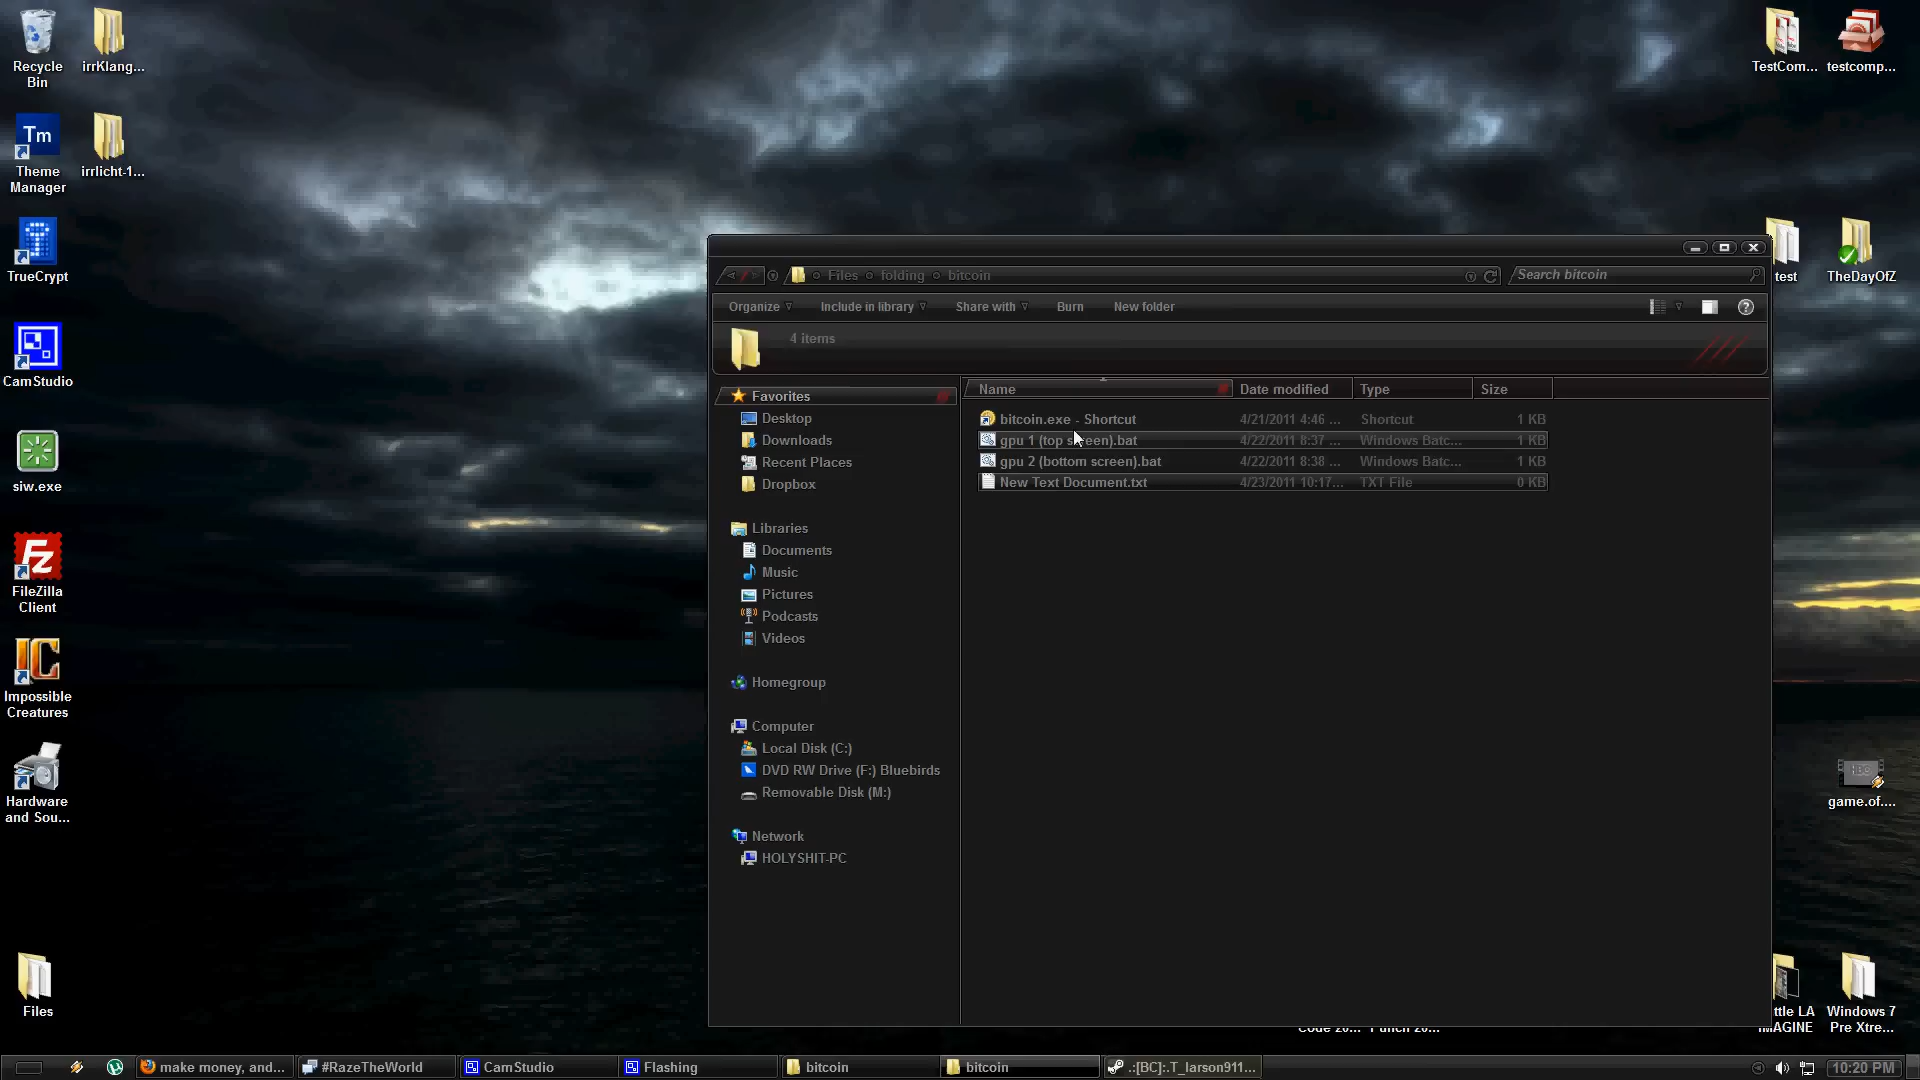 Recycle
Bin
irrKlang...
TestCom...
testcomp...
Tm
Theme
Manager
irrlicht-1...
TrueCrypt
test
TheDayOfZ
CamStudio
siw.exe
Fz
FileZilla
Client
IC
Impossible
Creatures
Hardware
and Sou...
game.of....
Files
ttle LA
IMAGINE
Windows 7
Pre Xtre...
Files folding bitcoin
Search bitcoin
Organize
Include in library
Share with
Burn
New folder
4 items
Favorites
Desktop
Downloads
Recent Places
Dropbox
Libraries
Documents
Music
Pictures
Podcasts
Videos
Homegroup
Computer
Local Disk (C:)
DVD RW Drive (F:) Bluebirds
Removable Disk (M:)
Network
HOLYSHIT-PC
Name Date modified Type Size
bitcoin.exe - Shortcut 4/21/2011 4:46 ... Shortcut 1 KB
gpu 1 (top screen).bat 4/22/2011 8:37 ... Windows Batc... 1 KB
gpu 2 (bottom screen).bat 4/22/2011 8:38 ... Windows Batc... 1 KB
New Text Document.txt 4/23/2011 10:17... TXT File 0 KB
make money, and...
#RazeTheWorld
CamStudio
Flashing
bitcoin
bitcoin
.:[BC]:.T_larson911...
10:20 PM